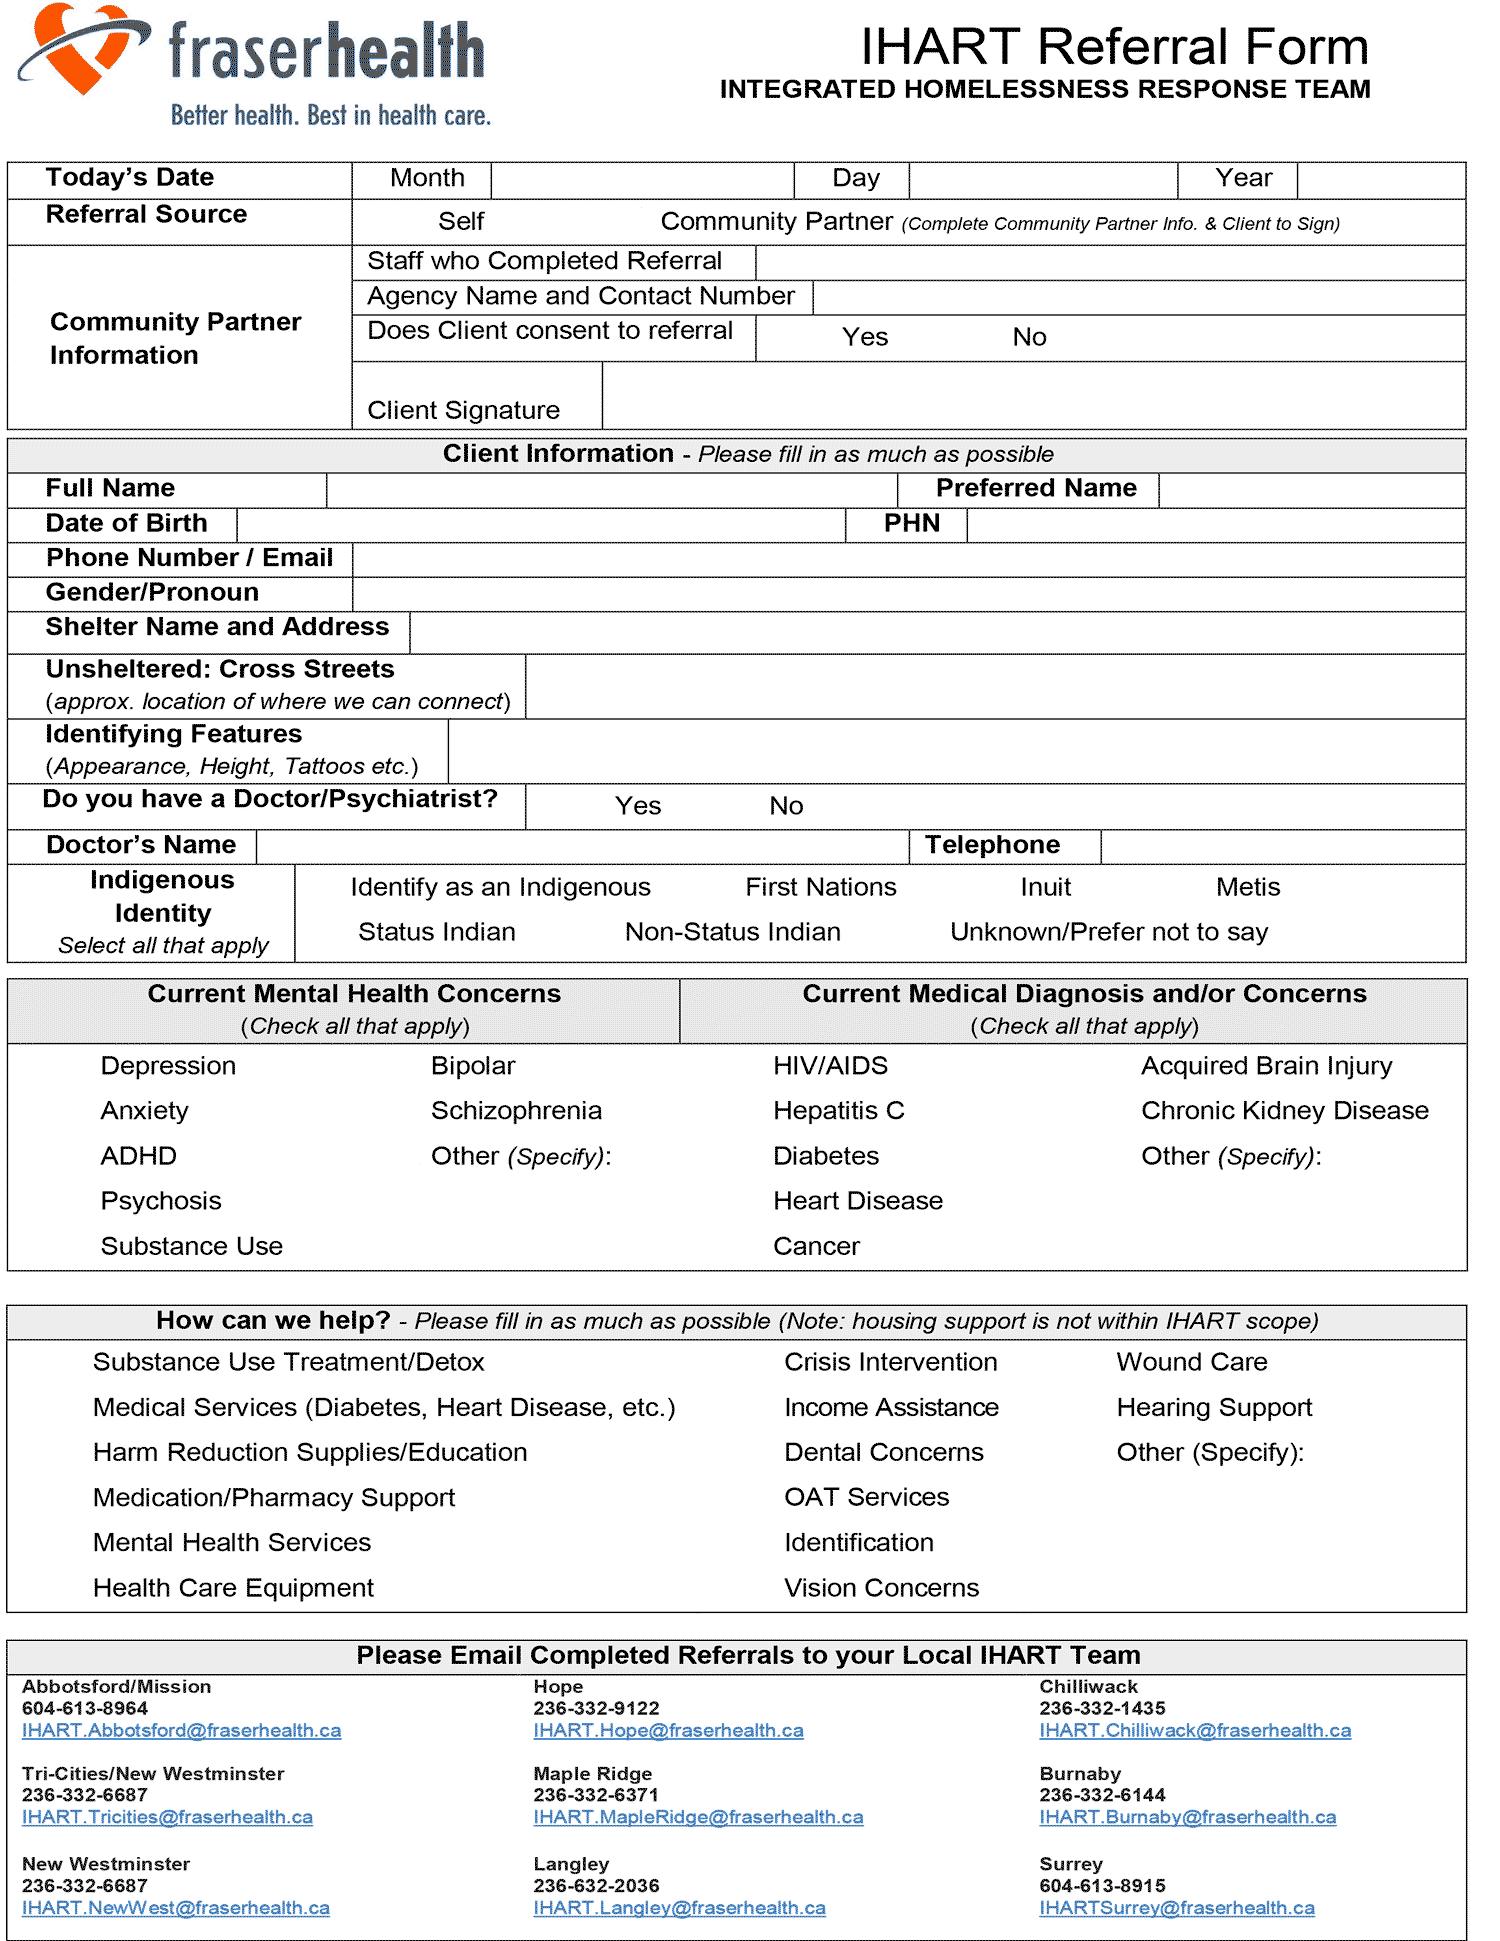 fraserhealth
Better health. Best in health care.
IHART Referral Form
INTEGRATED HOMELESSNESS RESPONSE TEAM
Today's Date Month Day Year
Referral Source Self Community Partner (Complete Community Partner Info. & Client to Sign)
Community Partner
Information
Staff who Completed Referral
Agency Name and Contact Number
Does Client consent to referral Yes No
Client Signature
Client Information - Please fill in as much as possible
Full Name Preferred Name
Date of Birth PHN
Phone Number / Email
Gender/Pronoun
Shelter Name and Address
Unsheltered: Cross Streets
(approx. location of where we can connect)
Identifying Features
(Appearance, Height, Tattoos etc.)
Do you have a Doctor/Psychiatrist? Yes No
Doctor's Name Telephone
Indigenous
Identity
Select all that apply
Identify as an Indigenous First Nations Inuit Metis
Status Indian Non-Status Indian Unknown/Prefer not to say
Current Mental Health Concerns
(Check all that apply)
Current Medical Diagnosis and/or Concerns
(Check all that apply)
Depression Bipolar HIV/AIDS Acquired Brain Injury
Anxiety Schizophrenia Hepatitis C Chronic Kidney Disease
ADHD Other (Specify): Diabetes Other (Specify):
Psychosis Heart Disease
Substance Use Cancer
How can we help? - Please fill in as much as possible (Note: housing support is not within IHART scope)
Substance Use Treatment/Detox Crisis Intervention Wound Care
Medical Services (Diabetes, Heart Disease, etc.) Income Assistance Hearing Support
Harm Reduction Supplies/Education Dental Concerns Other (Specify):
Medication/Pharmacy Support OAT Services
Mental Health Services Identification
Health Care Equipment Vision Concerns
Please Email Completed Referrals to your Local IHART Team
Abbotsford/Mission Hope Chilliwack
604-613-8964 236-332-9122 236-332-1435
IHART.Abbotsford@fraserhealth.ca IHART.Hope@fraserhealth.ca IHART.Chilliwack@fraserhealth.ca
Tri-Cities/New Westminster Maple Ridge Burnaby
236-332-6687 236-332-6371 236-332-6144
IHART.Tricities@fraserhealth.ca IHART.MapleRidge@fraserhealth.ca IHART.Burnaby@fraserhealth.ca
New Westminster Langley Surrey
236-332-6687 236-632-2036 604-613-8915
IHART.NewWest@fraserhealth.ca IHART.Langley@fraserhealth.ca IHARTSurrey@fraserhealth.ca